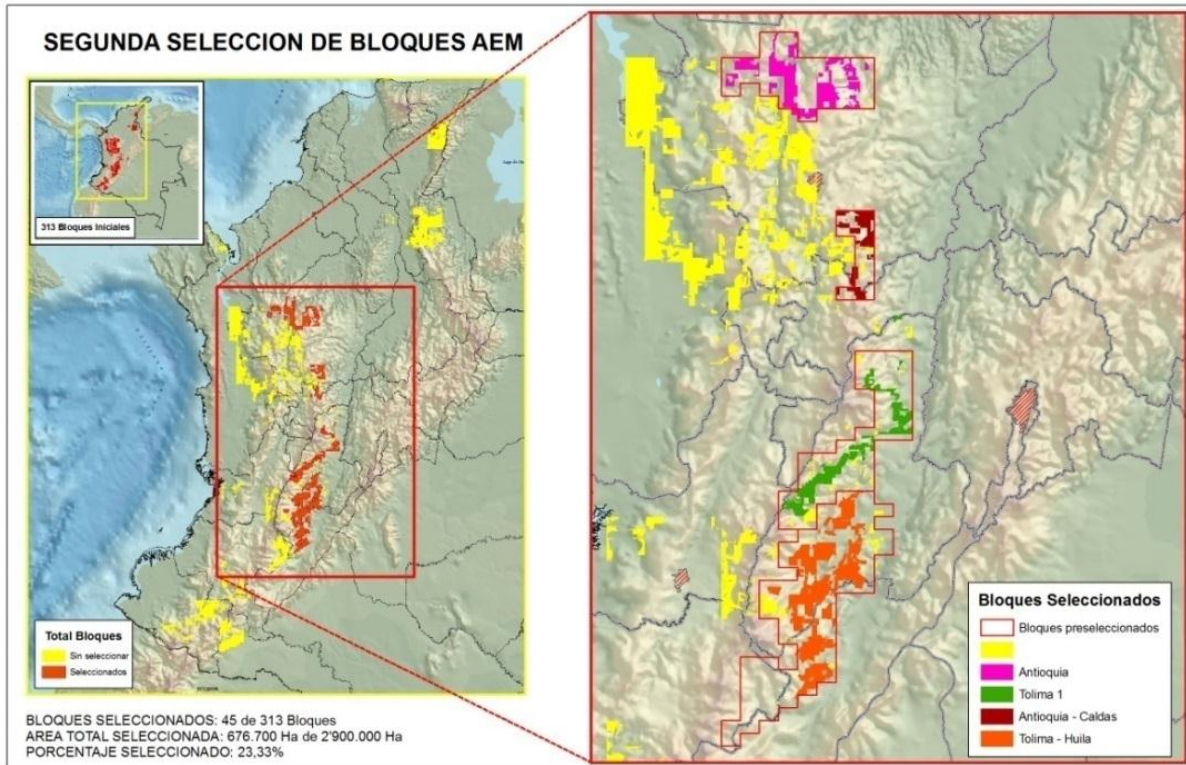 SEGUNDA SELECCION DE BLOQUES AEM
313 Bloques Iniciales
Total Bloques
Sin seleccionar
Seleccionados
BLOQUES SELECCIONADOS: 45 de 313 Bloques
AREA TOTAL SELECCIONADA: 676.700 Ha de 2'900.000 Ha
PORCENTAJE SELECCIONADO: 23,33%
Bloques Seleccionados
Bloques preseleccionados
Antioquia
Tolima 1
Antioquia - Caldas
Tolima - Huila